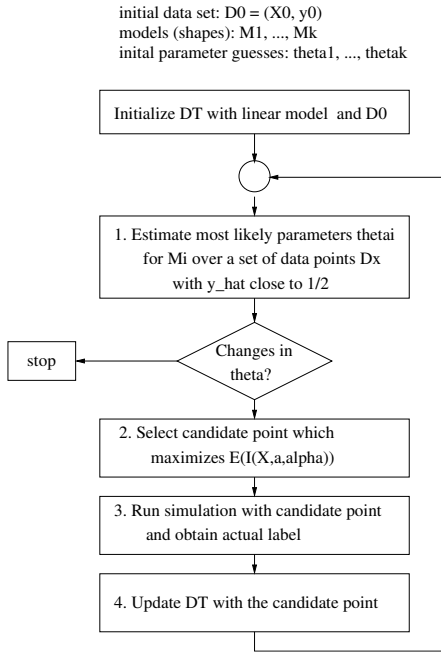 initial data set: D0 = (X0, y0)
models (shapes): M1, ..., Mk
inital parameter guesses: theta1, ..., thetak
Initialize DT with linear model and D0
1. Estimate most likely parameters thetai
for Mi over a set of data points Dx
with y_hat close to 1/2
Changes in
theta?
stop
2. Select candidate point which
maximizes E(I(X,a,alpha))
3. Run simulation with candidate point
and obtain actual label
4. Update DT with the candidate point